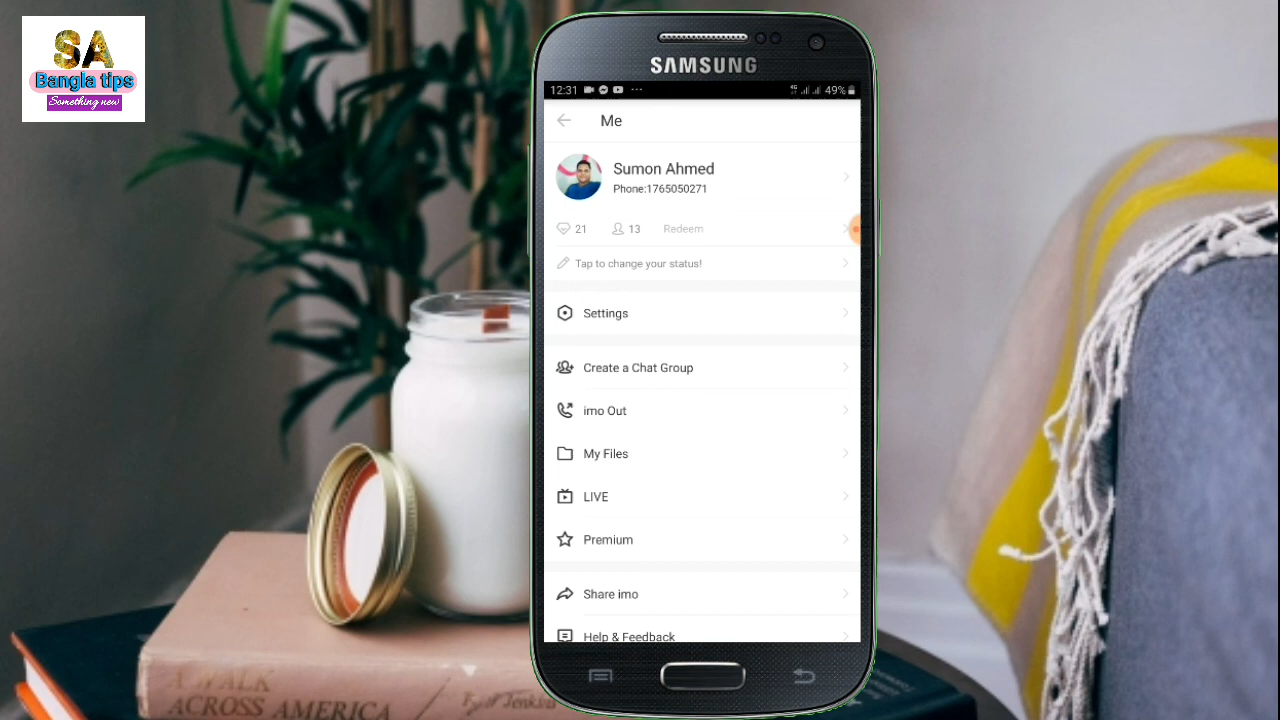 SA
Bangla tips
Something new
SAMSUNG
12:31
4G
49%
Me
Sumon Ahmed
Phone:1765050271
21
13
Redeem
Tap to change your status!
Settings
Create a Chat Group
imo Out
My Files
LIVE
Premium
Share imo
Help & Feedback
A WALK
ACROSS AMERICA
Jenkins